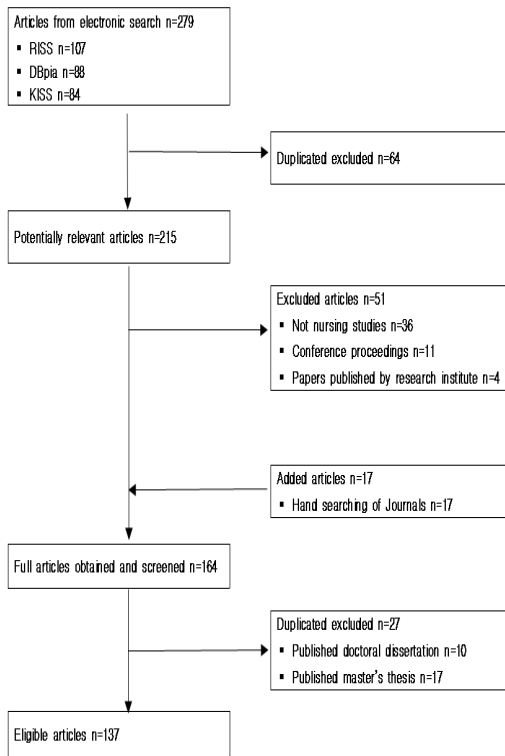 Articles from electronic search n=279
▪ RISS n=107
▪ DBpia n=88
▪ KISS n=84
Duplicated excluded n=64
Potentially relevant articles n=215
Excluded articles n=51
▪ Not nursing studies n=36
▪ Conference proceedings n=11
▪ Papers published by research institute n=4
Added articles n=17
▪ Hand searching of Journals n=17
Full articles obtained and screened n=164
Duplicated excluded n=27
▪ Published doctoral dissertation n=10
▪ Published master's thesis n=17
Eligible articles n=137